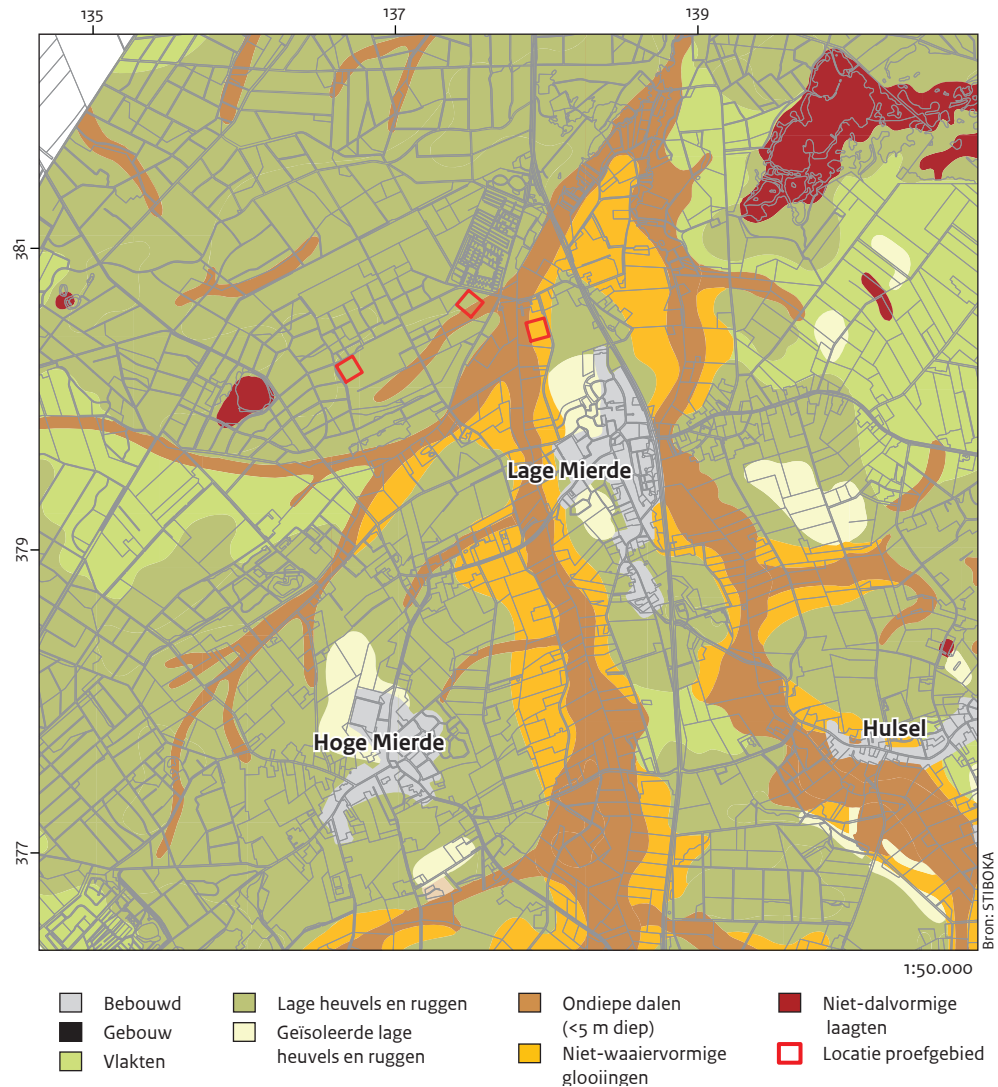 135 137 139
381
Lage Mierde
379
Hoge Mierde
Hulsel
377
Bron: STIBOKA
1:50.000
Bebouwd
Gebouw
Vlakten
Lage heuvels en ruggen
Geïsoleerde lage
heuvels en ruggen
Ondiepe dalen
(<5 m diep)
Niet-waaiervormige
glooiingen
Niet-dalvormige
laagten
Locatie proefgebied